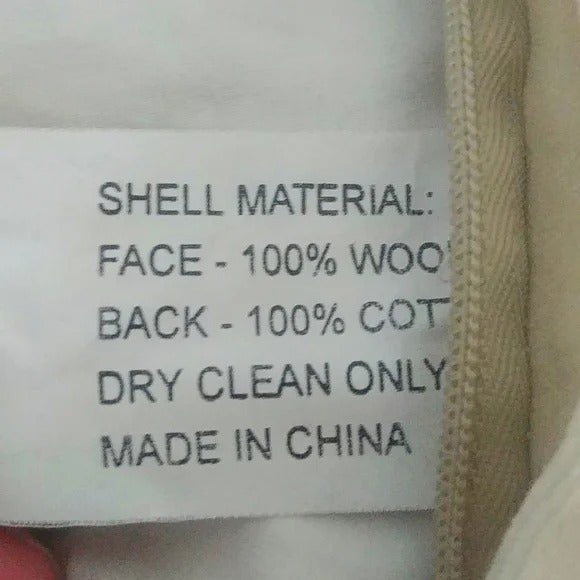 SHELL MATERIAL:
FACE - 100% WOO
BACK - 100% COT
DRY CLEAN ONLY
MADE IN CHINA